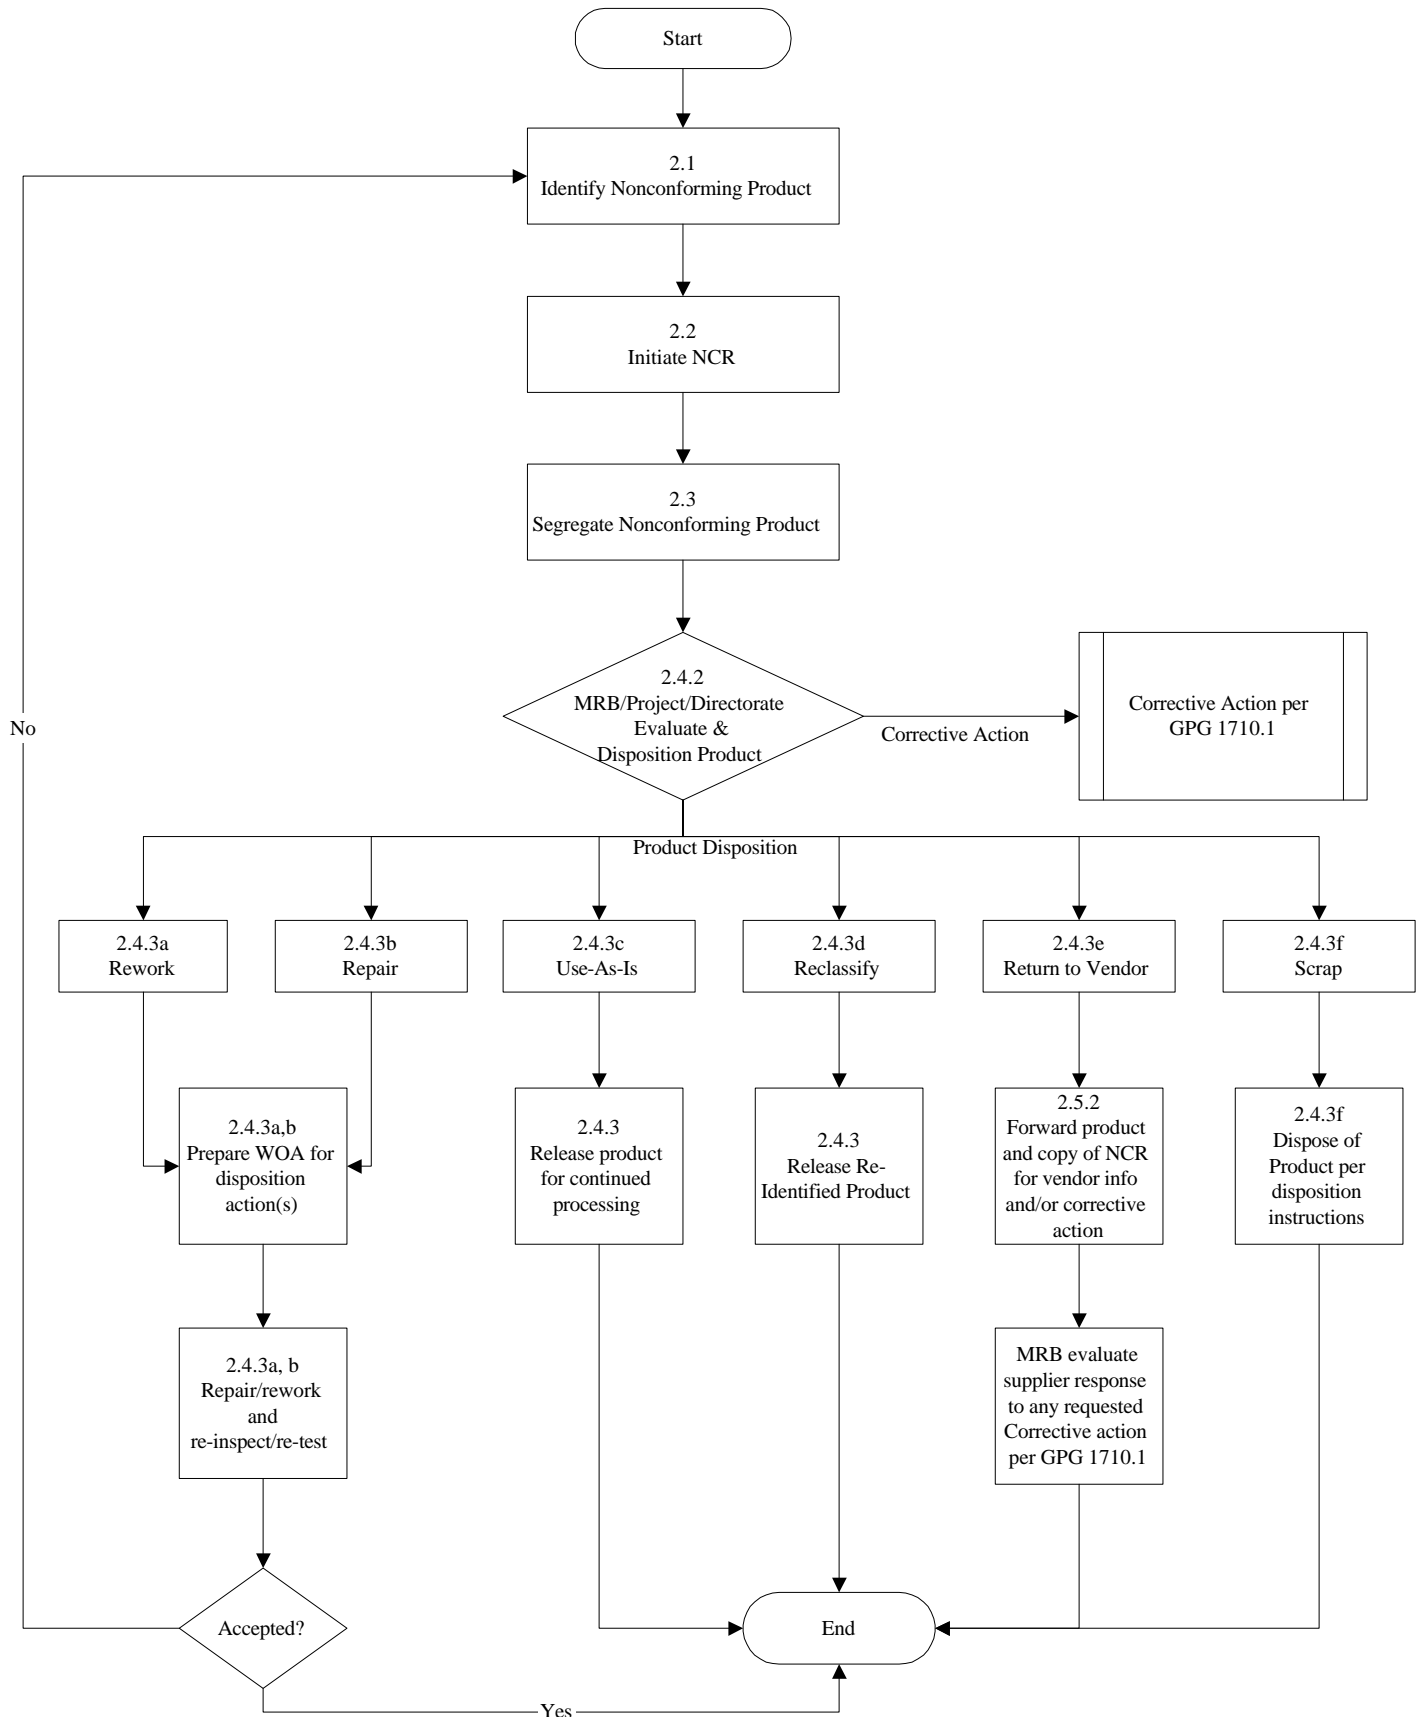 Start
2.1
Identify Nonconforming Product
2.2
Initiate NCR
2.3
Segregate Nonconforming Product
2.4.2
MRB/Project/Directorate
Evaluate &
Disposition Product
Corrective Action
Corrective Action per
GPG 1710.1
No
Product Disposition
2.4.3a
Rework
2.4.3b
Repair
2.4.3c
Use-As-Is
2.4.3d
Reclassify
2.4.3e
Return to Vendor
2.4.3f
Scrap
2.4.3a,b
Prepare WOA for
disposition
action(s)
2.4.3
Release product
for continued
processing
2.4.3
Release Re-
Identified Product
2.5.2
Forward product
and copy of NCR
for vendor info
and/or corrective
action
2.4.3f
Dispose of
Product per
disposition
instructions
2.4.3a, b
Repair/rework
and
re-inspect/re-test
MRB evaluate
supplier response
to any requested
Corrective action
per GPG 1710.1
Accepted?
End
Yes